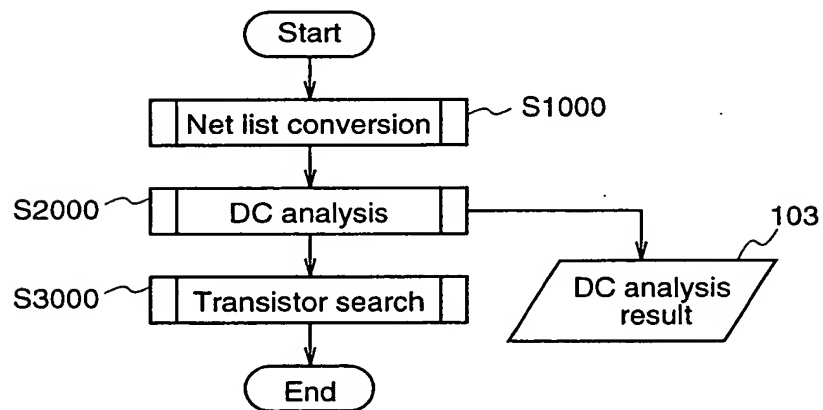 Start
Net list conversion
S1000
S2000
DC analysis
103
S3000
Transistor search
DC analysis
result
End